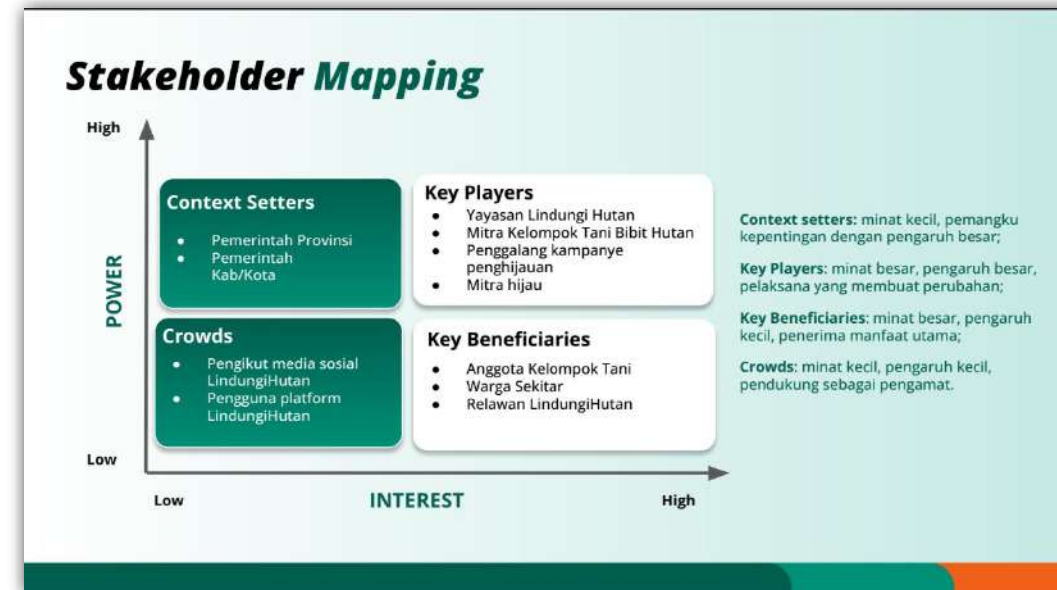 Stakeholder Mapping
High
Context Setters
● Pemerintah Provinsi
● Pemerintah
Kab/Kota
Key Players
● Yayasan Lindungi Hutan
● Mitra Kelompok Tani Bibit Hutan
● Penggalang kampanye
penghijauan
● Mitra hijau
POWER
Crowds
● Pengikut media sosial
LindungiHutan
● Pengguna platform
LindungiHutan
Key Beneficiaries
● Anggota Kelompok Tani
● Warga Sekitar
● Relawan LindungiHutan
Low
Low
INTEREST
High
Context setters: minat kecil, pemangku
kepentingan dengan pengaruh besar;
Key Players: minat besar, pengaruh besar,
pelaksana yang membuat perubahan;
Key Beneficiaries: minat besar, pengaruh
kecil, penerima manfaat utama;
Crowds: minat kecil, pengaruh kecil,
pendukung sebagai pengamat.